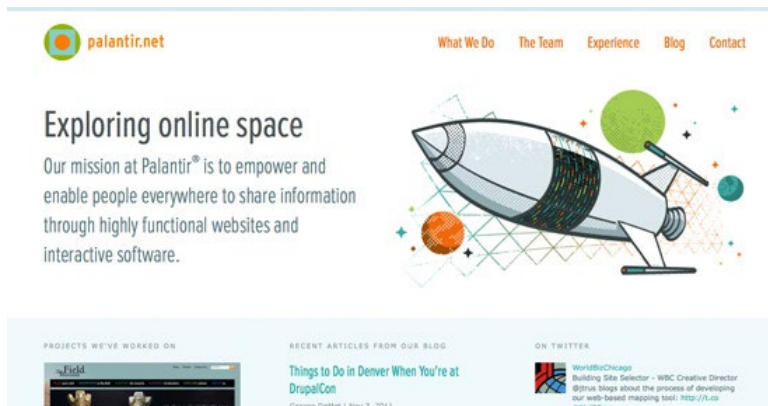 palantir.net
What We Do The Team Experience Blog Contact
Exploring online space
Our mission at Palantir® is to empower and
enable people everywhere to share information
through highly functional websites and
interactive software.
PROJECTS WE'VE WORKED ON
The Field
RECENT ARTICLES FROM OUR BLOG
Things to Do in Denver When You're at
DrupalCon
ON TWITTER
WorldBizChicago
Building Site Selector - WBC Creative Director
@jtrus blogs about the process of developing
our web-based mapping tool: http://t.co